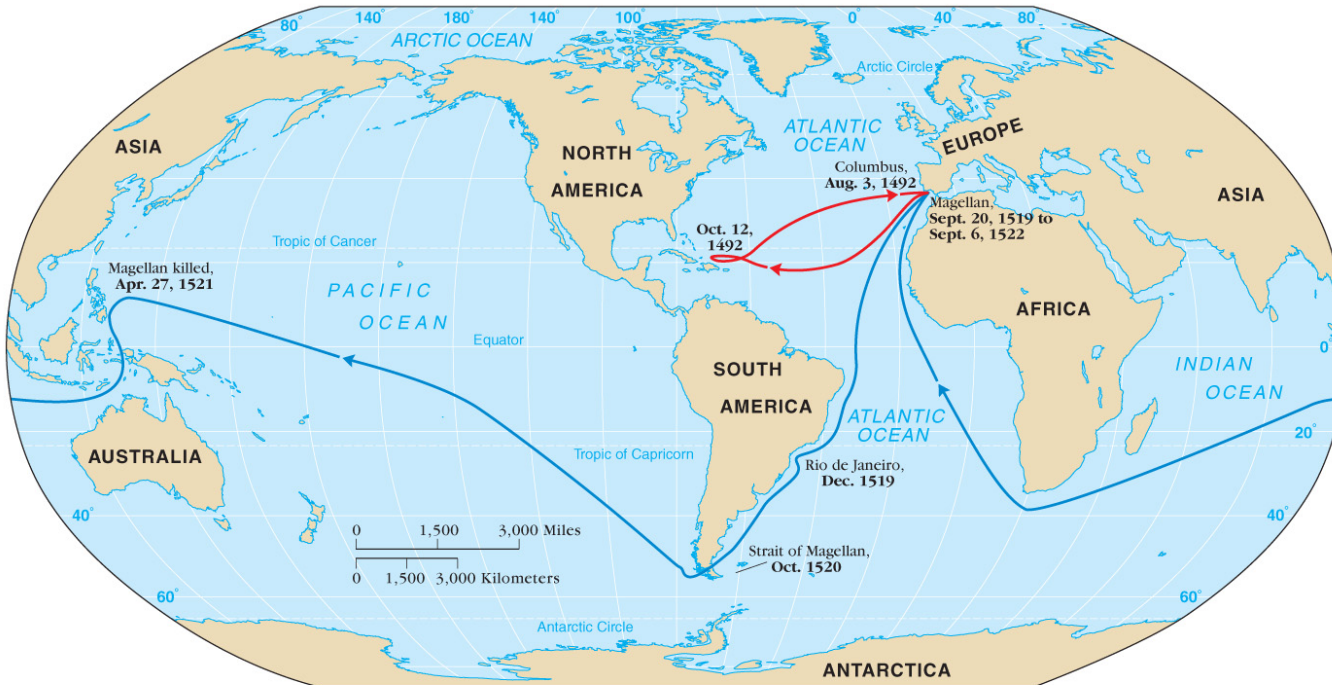 80°
140°
100°
0°
40°
80°
ARCTIC OCEAN
Arctic Circle
ASIA
NORTH
AMERICA
ATLANTIC
OCEAN
EUROPE
ASIA
Columbus,
Aug. 3, 1492
Magellan,
Sept. 20, 1519 to
Sept. 6, 1522
Oct. 12,
1492
Tropic of Cancer
Magellan killed,
Apr. 27, 1521
PACIFIC
OCEAN
AFRICA
Equator
0°
INDIAN
OCEAN
SOUTH
AMERICA
ATLANTIC
OCEAN
20°
AUSTRALIA
Tropic of Capricorn
Rio de Janeiro,
Dec. 1519
40°
40°
0 1,500 3,000 Miles
0 1,500 3,000 Kilometers
Strait of Magellan,
Oct. 1520
60°
60°
Antarctic Circle
ANTARCTICA